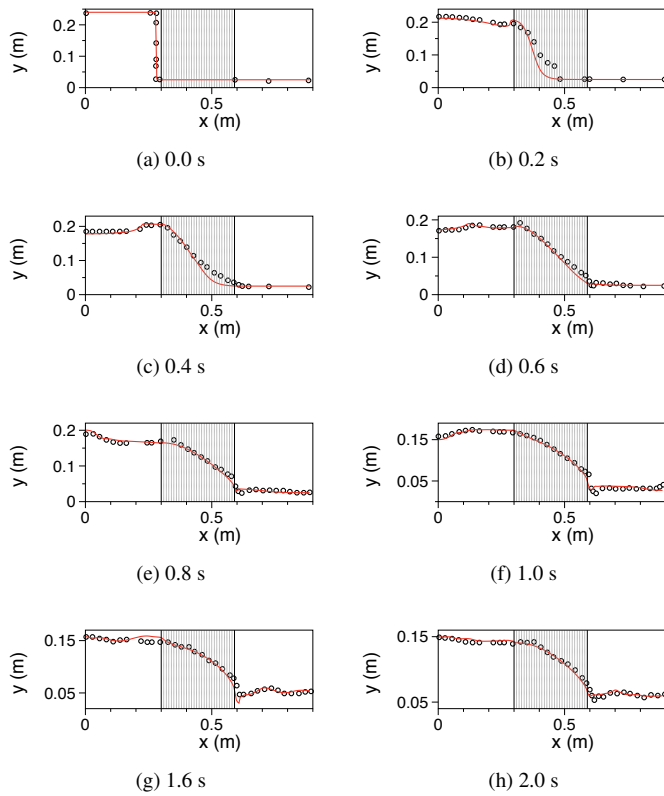 y (m)
0.2
0.1
0
0
0.5
x (m)
(a) 0.0 s
y (m)
0.2
0.1
0
0
0.5
x (m)
(b) 0.2 s
y (m)
0.2
0.1
0
0
0.5
x (m)
(c) 0.4 s
y (m)
0.2
0.1
0
0
0.5
x (m)
(d) 0.6 s
y (m)
0.2
0.1
0
0
0.5
x (m)
(e) 0.8 s
y (m)
0.15
0.05
0
0.5
x (m)
(f) 1.0 s
y (m)
0.15
0.05
0
0.5
x (m)
(g) 1.6 s
y (m)
0.15
0.05
0
0.5
x (m)
(h) 2.0 s